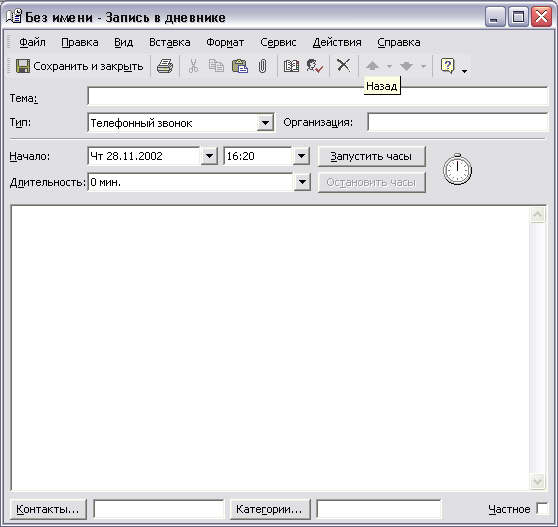 Без имени - Запись в дневнике
Файл Правка Вид Вставка Формат Сервис Действия Справка
Сохранить и закрыть
Назад
Тема:
Тип: Телефонный звонок Организация:
Начало: Чт 28.11.2002 16:20 Запустить часы
Длительность: 0 мин. Остановить часы
Контакты... Категории... Частное